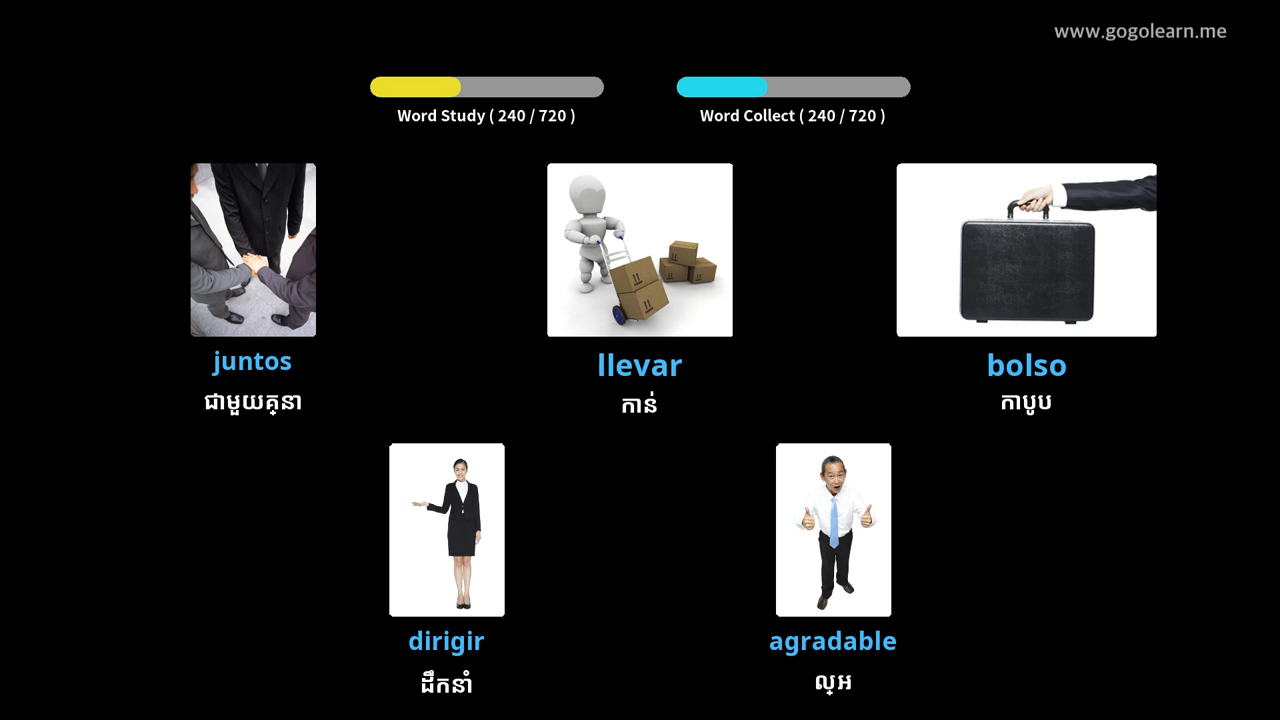 www.gogolearn.me
Word Study ( 240 / 720 )
Word Collect ( 240 / 720 )
juntos
ជាមួយគ្នា
llevar
កាន់
bolso
កាបូប
dirigir
ដឹកនាំ
agradable
ល្អ